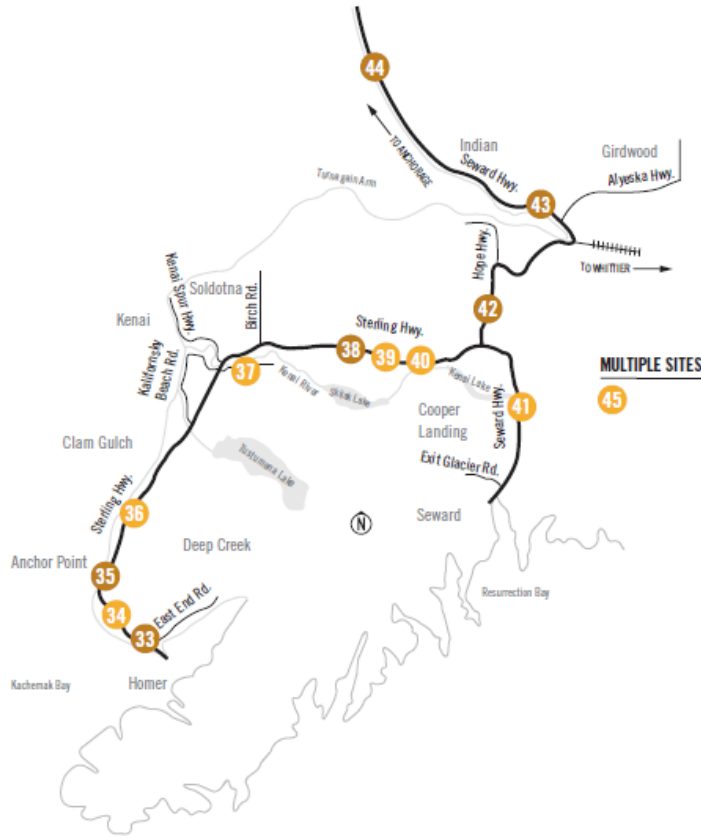 44
TO ANCHORAGE
Indian
Seward Hwy.
Girdwood
Alyeska Hwy.
Turnagain Arm
43
Hope Hwy.
TO WHITTIER
Kenai Spur Hwy.
Soldotna
Birch Rd.
Kenai
42
Sterling Hwy.
Kalifornsky
Beach Rd.
38
39
40
37
Kenai River
Skilak Lake
Kenai Lake
MULTIPLE SITES
45
41
Cooper
Landing
Seward Hwy.
Clam Gulch
Tustumena Lake
Exit Glacier Rd.
Sterling Hwy.
36
N
Seward
Deep Creek
Anchor Point
35
East End Rd.
Resurrection Bay
34
33
Kachemak Bay
Homer